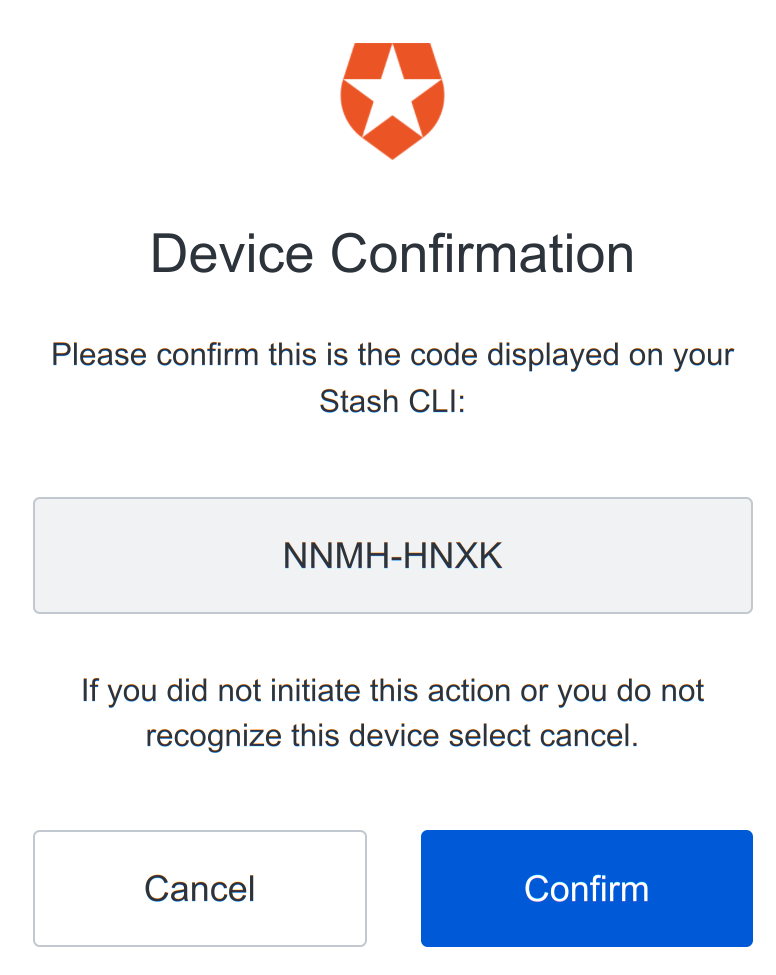 Device Confirmation
Please confirm this is the code displayed on your
Stash CLI:
NNMH-HNXK
If you did not initiate this action or you do not
recognize this device select cancel.
Cancel
Confirm